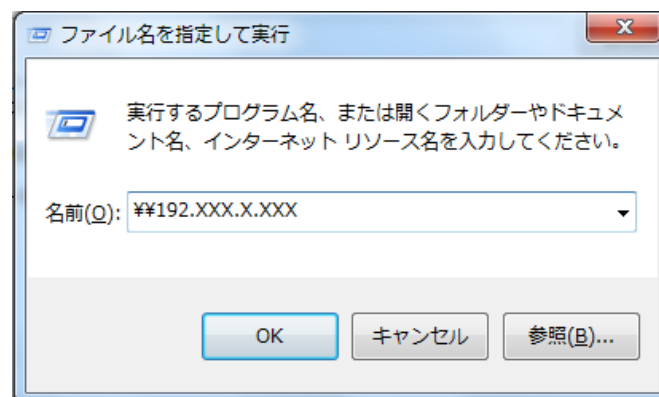 ファイル名を指定して実行
実行するプログラム名、または開くフォルダーやドキュメ
ント名、インターネット リソース名を入力してください。
名前(O): ¥¥192.XXX.X.XXX
OK キャンセル 参照(B)...